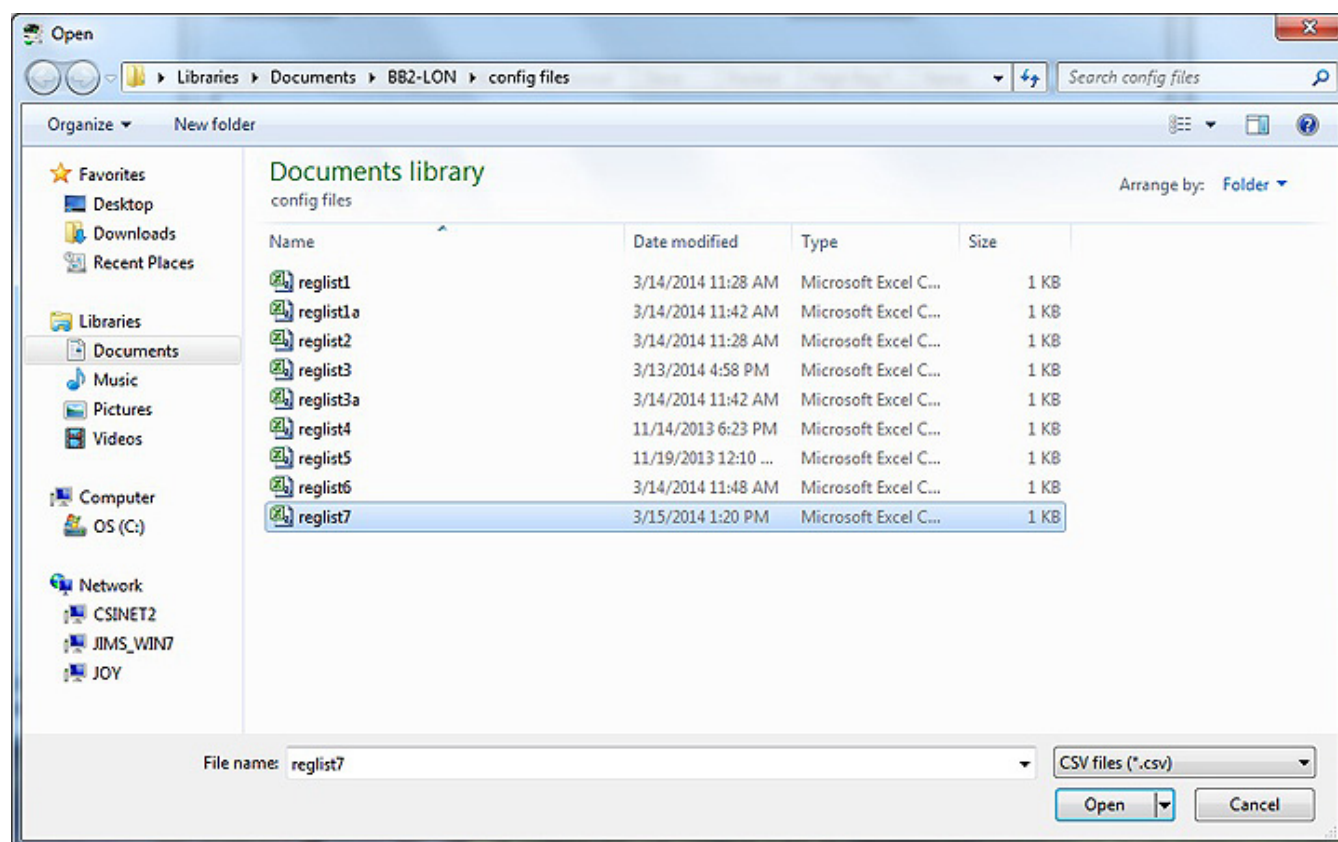 Open
Libraries ▸ Documents ▸ BB2-LON ▸ config files
Search config files
Organize
New folder
Favorites
Desktop
Downloads
Recent Places
Libraries
Documents
Music
Pictures
Videos
Computer
OS (C:)
Network
CSINET2
JIMS_WIN7
JOY
Documents library
config files
Arrange by: Folder
Name Date modified Type Size
reglist1 3/14/2014 11:28 AM Microsoft Excel C... 1 KB
reglist1a 3/14/2014 11:42 AM Microsoft Excel C... 1 KB
reglist2 3/14/2014 11:28 AM Microsoft Excel C... 1 KB
reglist3 3/13/2014 4:58 PM Microsoft Excel C... 1 KB
reglist3a 3/14/2014 11:42 AM Microsoft Excel C... 1 KB
reglist4 11/14/2013 6:23 PM Microsoft Excel C... 1 KB
reglist5 11/19/2013 12:10 ... Microsoft Excel C... 1 KB
reglist6 3/14/2014 11:48 AM Microsoft Excel C... 1 KB
reglist7 3/15/2014 1:20 PM Microsoft Excel C... 1 KB
File name: reglist7
CSV files (*.csv)
Open
Cancel